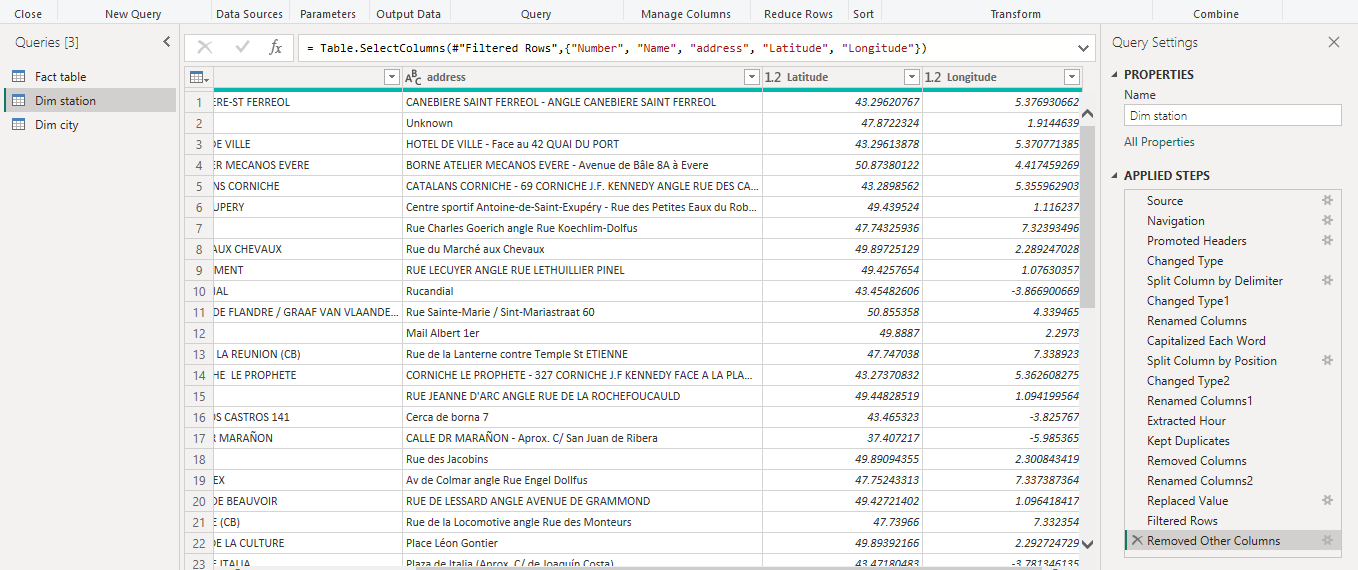 Close New Query Data Sources Parameters Output Data Query Manage Columns Reduce Rows Sort Transform Combine
Queries [3]
Fact table
Dim station
Dim city
fx = Table.SelectColumns(#"Filtered Rows",{"Number", "Name", "address", "Latitude", "Longitude"})
ABC address 1.2 Latitude 1.2 Longitude
1 ERE-ST FERREOL CANEBIERE SAINT FERREOL - ANGLE CANEBIERE SAINT FERREOL 43.29620767 5.376930662
2 Unknown 47.8722324 1.9144639
3 DE VILLE HOTEL DE VILLE - Face au 42 QUAI DU PORT 43.29613878 5.370771385
4 ER MECANOS EVERE BORNE ATELIER MECANOS EVERE - Avenue de Bâle 8A à Evere 50.87380122 4.417459269
5 NS CORNICHE CATALANS CORNICHE - 69 CORNICHE J.F. KENNEDY ANGLE RUE DES CA... 43.2898562 5.355962903
6 UPERY Centre sportif Antoine-de-Saint-Exupéry - Rue des Petites Eaux du Rob... 49.439524 1.116237
7 Rue Charles Goerich angle Rue Koechlim-Dolfus 47.74325936 7.32393496
8 AUX CHEVAUX Rue du Marché aux Chevaux 49.89725129 2.289247028
9 MENT RUE LECUYER ANGLE RUE LETHUILLIER PINEL 49.4257654 1.07630357
10 IAL Rucandial 43.45482606 -3.866900669
11 DE FLANDRE / GRAAF VAN VLAANDE... Rue Sainte-Marie / Sint-Mariastraat 60 50.855358 4.339465
12 Mail Albert 1er 49.8887 2.2973
13 LA REUNION (CB) Rue de la Lanterne contre Temple St ETIENNE 47.747038 7.338923
14 HE LE PROPHETE CORNICHE LE PROPHETE - 327 CORNICHE J.F KENNEDY FACE A LA PLA... 43.27370832 5.362608275
15 RUE JEANNE D'ARC ANGLE RUE DE LA ROCHEFOUCAULD 49.44828519 1.094199564
16 OS CASTROS 141 Cerca de borna 7 43.465323 -3.825767
17 R MARAÑON CALLE DR MARAÑON - Aprox. C/ San Juan de Ribera 37.407217 -5.985365
18 Rue des Jacobins 49.89094355 2.300843419
19 EX Av de Colmar angle Rue Engel Dollfus 47.75243313 7.337387364
20 DE BEAUVOIR RUE DE LESSARD ANGLE AVENUE DE GRAMMOND 49.42721402 1.096418417
21 E (CB) Rue de la Locomotive angle Rue des Monteurs 47.73966 7.332354
22 DE LA CULTURE Place Léon Gontier 49.89392166 2.292724729
23 E ITALIA Plaza de Italia (Aprox. C/ de Joaquín Costa) 43.47180483 -3.781346135
Query Settings
PROPERTIES
Name
Dim station
All Properties
APPLIED STEPS
Source
Navigation
Promoted Headers
Changed Type
Split Column by Delimiter
Changed Type1
Renamed Columns
Capitalized Each Word
Split Column by Position
Changed Type2
Renamed Columns1
Extracted Hour
Kept Duplicates
Removed Columns
Renamed Columns2
Replaced Value
Filtered Rows
Removed Other Columns